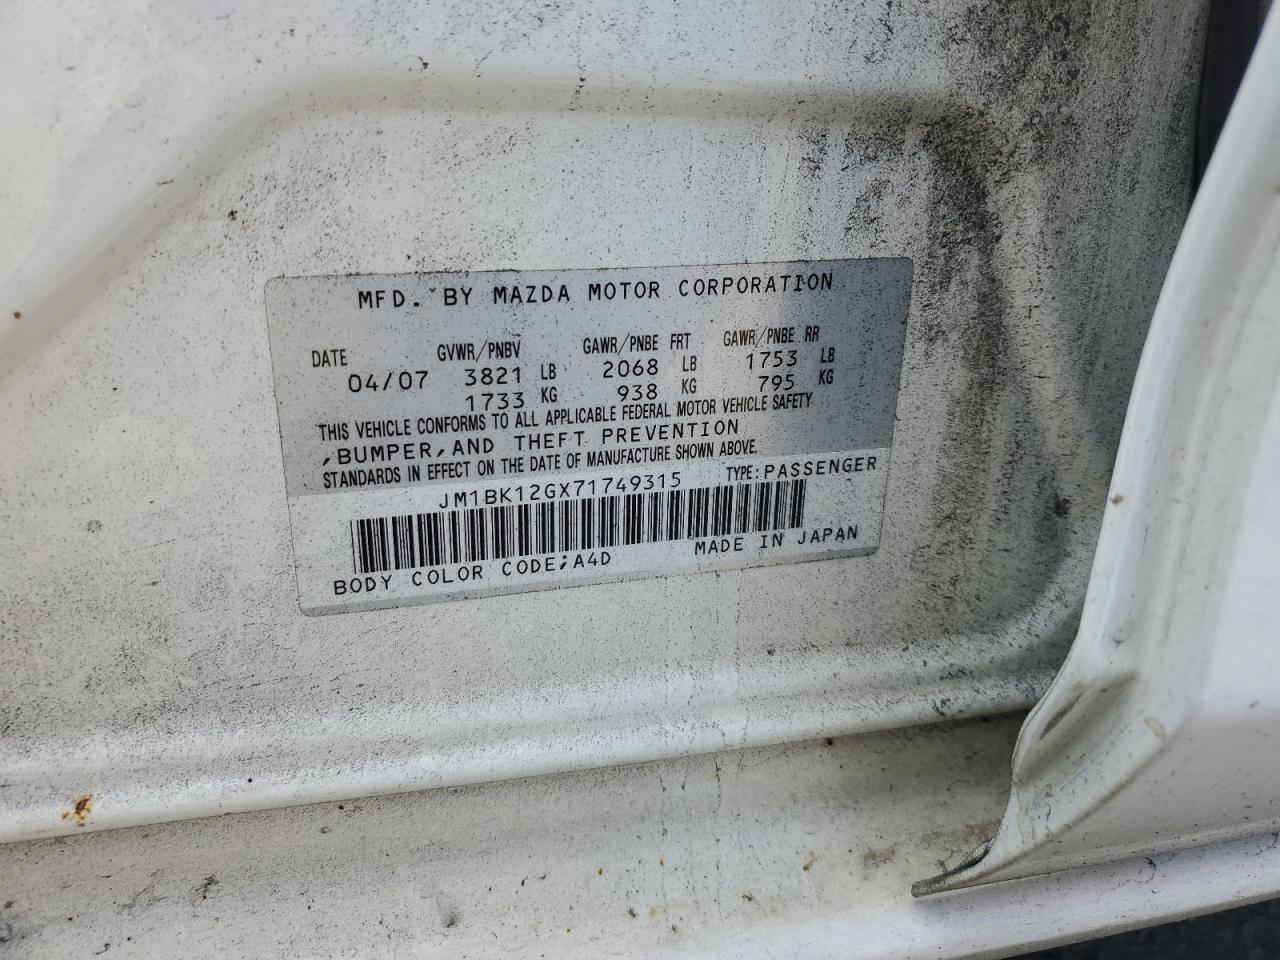 MFD. BY MAZDA MOTOR CORPORATION
DATE GVWR/PNBV GAWR/PNBE FRT GAWR/PNBE RR
04/07 3821 LB 2068 LB 1753 LB
1733 KG 938 KG 795 KG
THIS VEHICLE CONFORMS TO ALL APPLICABLE FEDERAL MOTOR VEHICLE SAFETY
,BUMPER,AND THEFT PREVENTION
STANDARDS IN EFFECT ON THE DATE OF MANUFACTURE SHOWN ABOVE.
JM1BK12GX71749315 TYPE:PASSENGER
BODY COLOR CODE;A4D MADE IN JAPAN